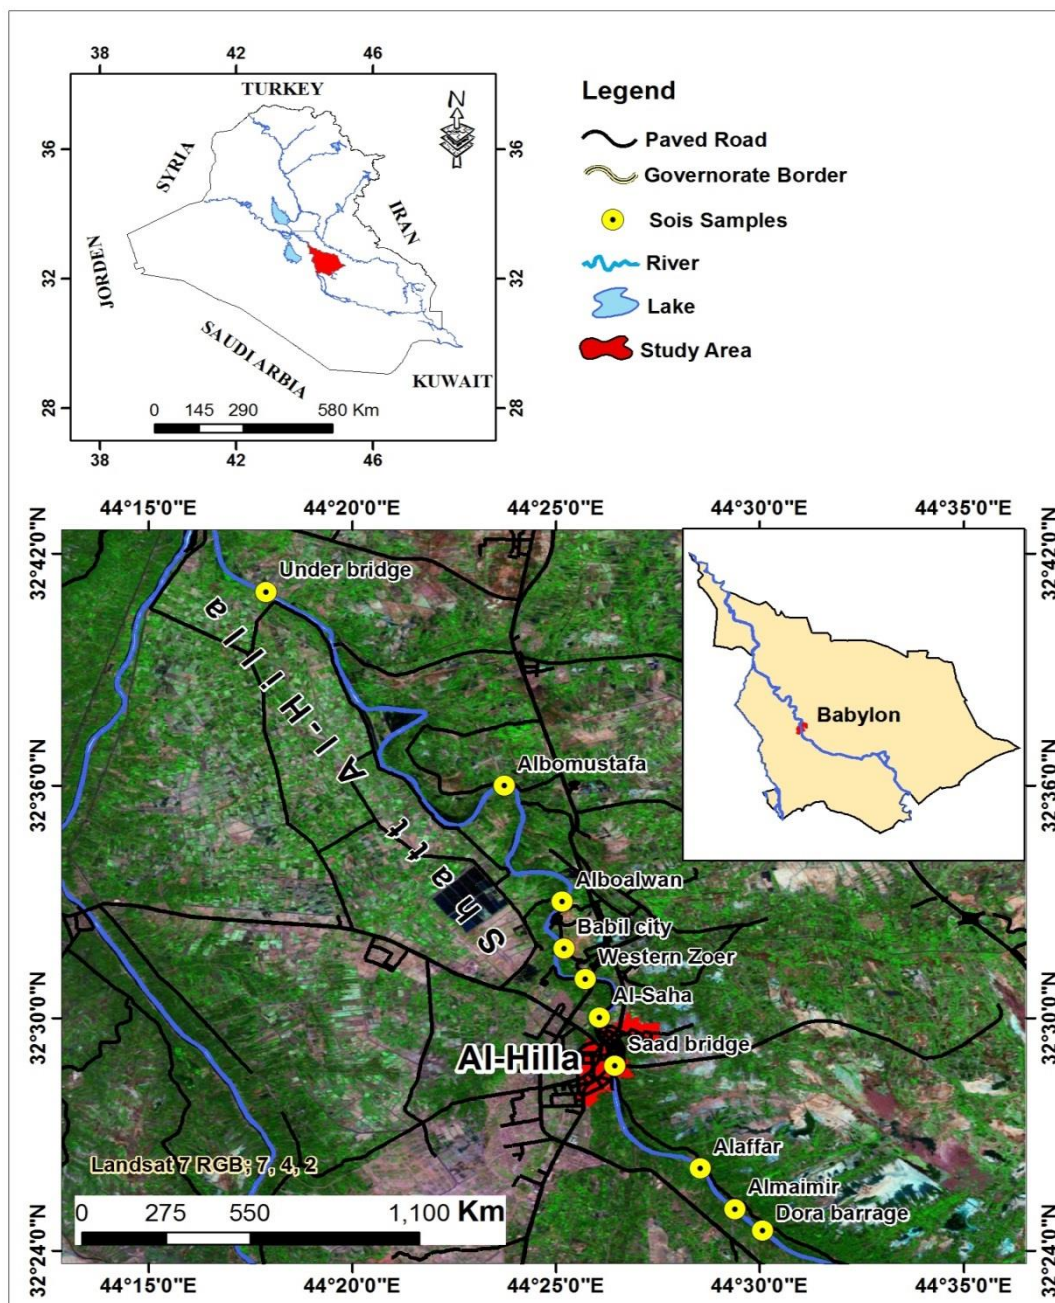 38 42 46
TURKEY
N
SYRIA
IRAN
JORDEN
SAUDI ARBIA
KUWAIT
36 36
32 32
28 28
0 145 290 580 Km
38 42 46
Legend
Paved Road
Governorate Border
Sois Samples
River
Lake
Study Area
44°15'0"E 44°20'0"E 44°25'0"E 44°30'0"E 44°35'0"E
32°42'0"N 32°42'0"N
32°36'0"N 32°36'0"N
32°30'0"N 32°30'0"N
32°24'0"N 32°24'0"N
Under bridge
Shatt Al-Hilla
Albomustafa
Babylon
Alboalwan
Babil city
Western Zoer
Al-Saha
Saad bridge
Al-Hilla
Alaffar
Almaimir
Dora barrage
Landsat 7 RGB; 7, 4, 2
0 275 550 1,100 Km
44°15'0"E 44°20'0"E 44°25'0"E 44°30'0"E 44°35'0"E